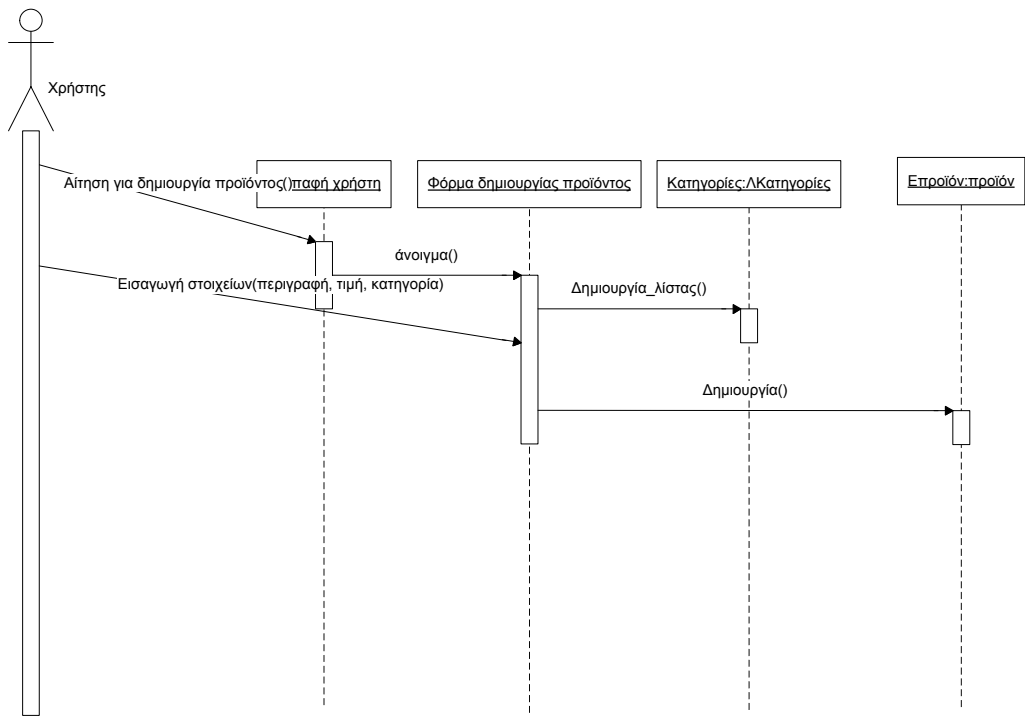 Χρήστης
Αίτηση για δημιουργία προϊόντος()
παφή χρήστη
Φόρμα δημιουργίας προϊόντος
Κατηγορίες:ΛΚατηγορίες
Επροϊόν:προϊόν
άνοιγμα()
Εισαγωγή στοιχείων(περιγραφή, τιμή, κατηγορία)
Δημιουργία_λίστας()
Δημιουργία()